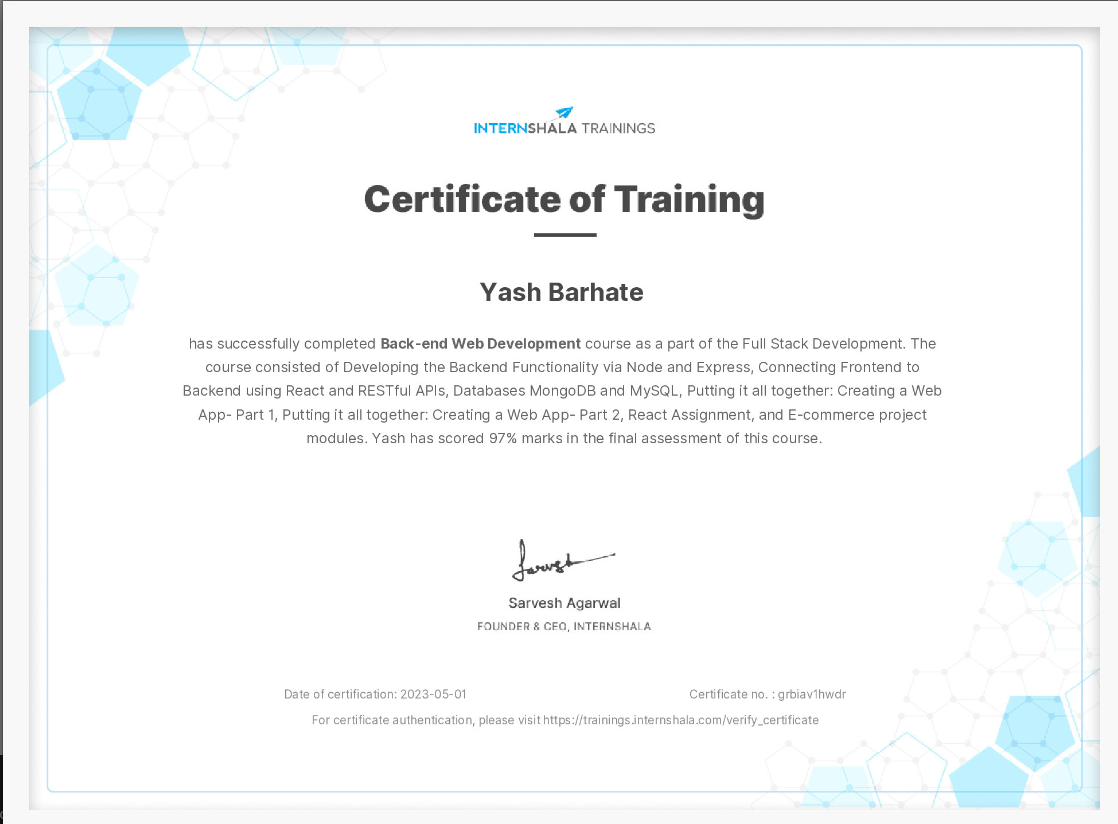 INTERNSHALA TRAININGS
Certificate of Training
Yash Barhate
has successfully completed Back-end Web Development course as a part of the Full Stack Development. The
course consisted of Developing the Backend Functionality via Node and Express, Connecting Frontend to
Backend using React and RESTful APIs, Databases MongoDB and MySQL, Putting it all together: Creating a Web
App- Part 1, Putting it all together: Creating a Web App- Part 2, React Assignment, and E-commerce project
modules. Yash has scored 97% marks in the final assessment of this course.
Sarvesh
Sarvesh Agarwal
FOUNDER & CEO, INTERNSHALA
Date of certification: 2023-05-01 Certificate no. : grbiav1hwdr
For certificate authentication, please visit https://trainings.internshala.com/verify_certificate